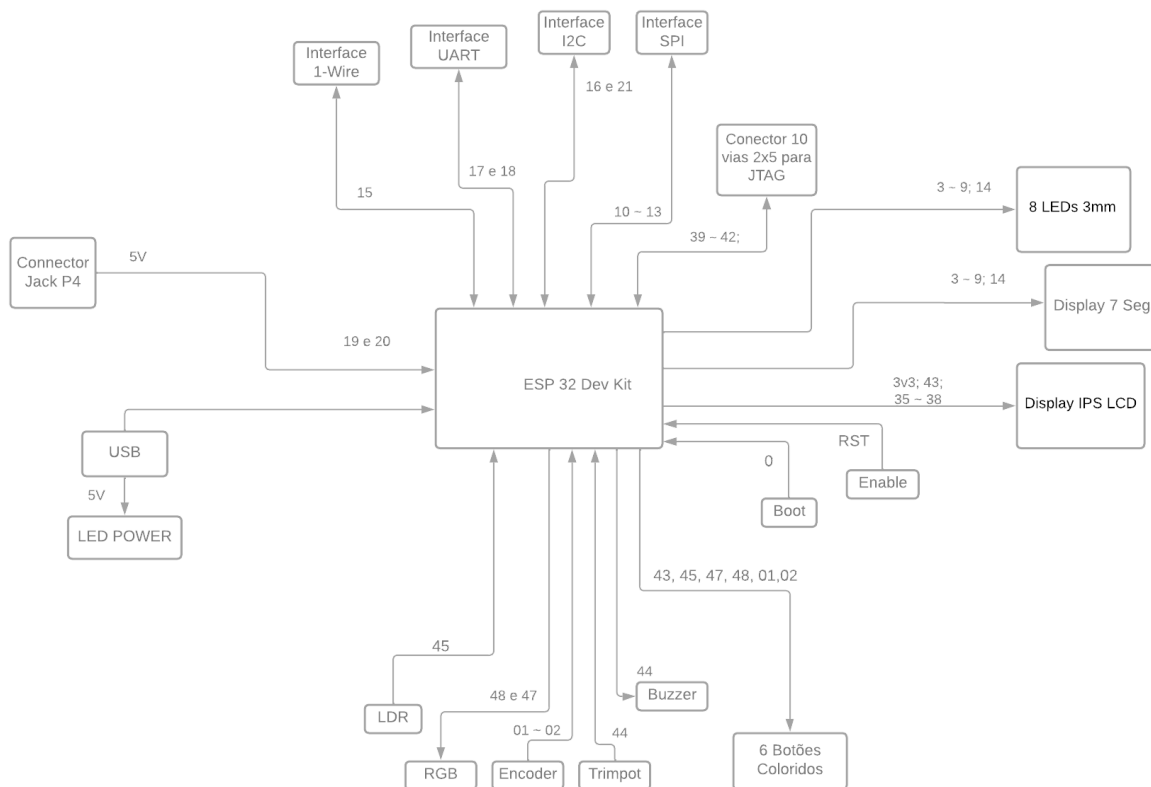 Interface
1-Wire
Interface
UART
Interface
I2C
Interface
SPI
16 e 21
17 e 18
15
10 ~ 13
Conector 10
vias 2x5 para
JTAG
39 ~ 42;
3 ~ 9; 14
8 LEDs 3mm
Connector
Jack P4
5V
3 ~ 9; 14
Display 7 Seg
19 e 20
ESP 32 Dev Kit
3v3; 43;
35 ~ 38
Display IPS LCD
USB
5V
LED POWER
RST
Enable
0
Boot
43, 45, 47, 48, 01,02
45
LDR
48 e 47
RGB
01 ~ 02
Encoder
44
Trimpot
44
Buzzer
6 Botões
Coloridos